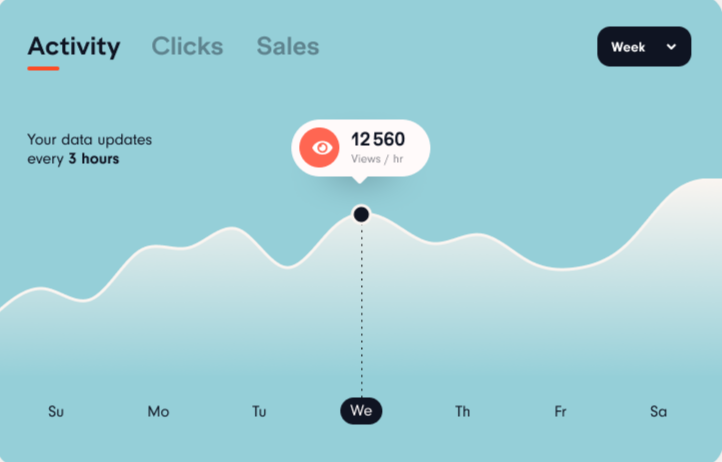 Activity Clicks Sales Week
Your data updates
every 3 hours
12 560
Views / hr
Su Mo Tu We Th Fr Sa